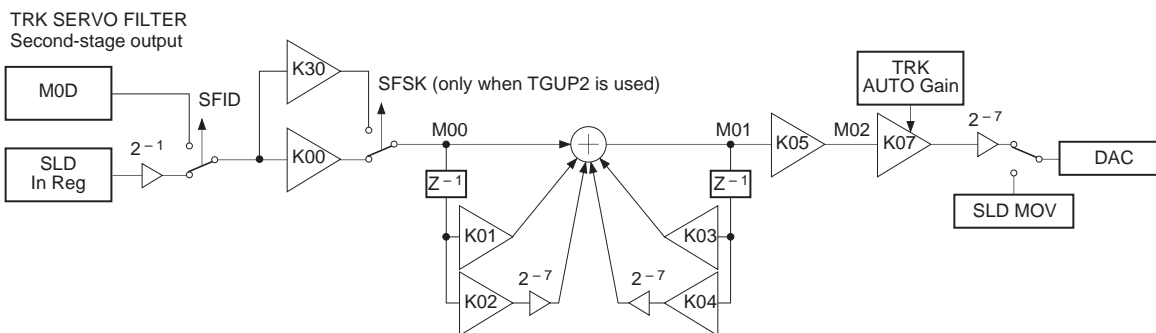 TRK SERVO FILTER
Second-stage output
M0D
SFID
K30
SFSK (only when TGUP2 is used)
TRK
AUTO Gain
2⁻¹
SLD
In Reg
K00
M00
M01
K05
M02
K07
2⁻⁷
DAC
SLD MOV
Z⁻¹
Z⁻¹
K01
K03
K02
2⁻⁷
2⁻⁷
K04